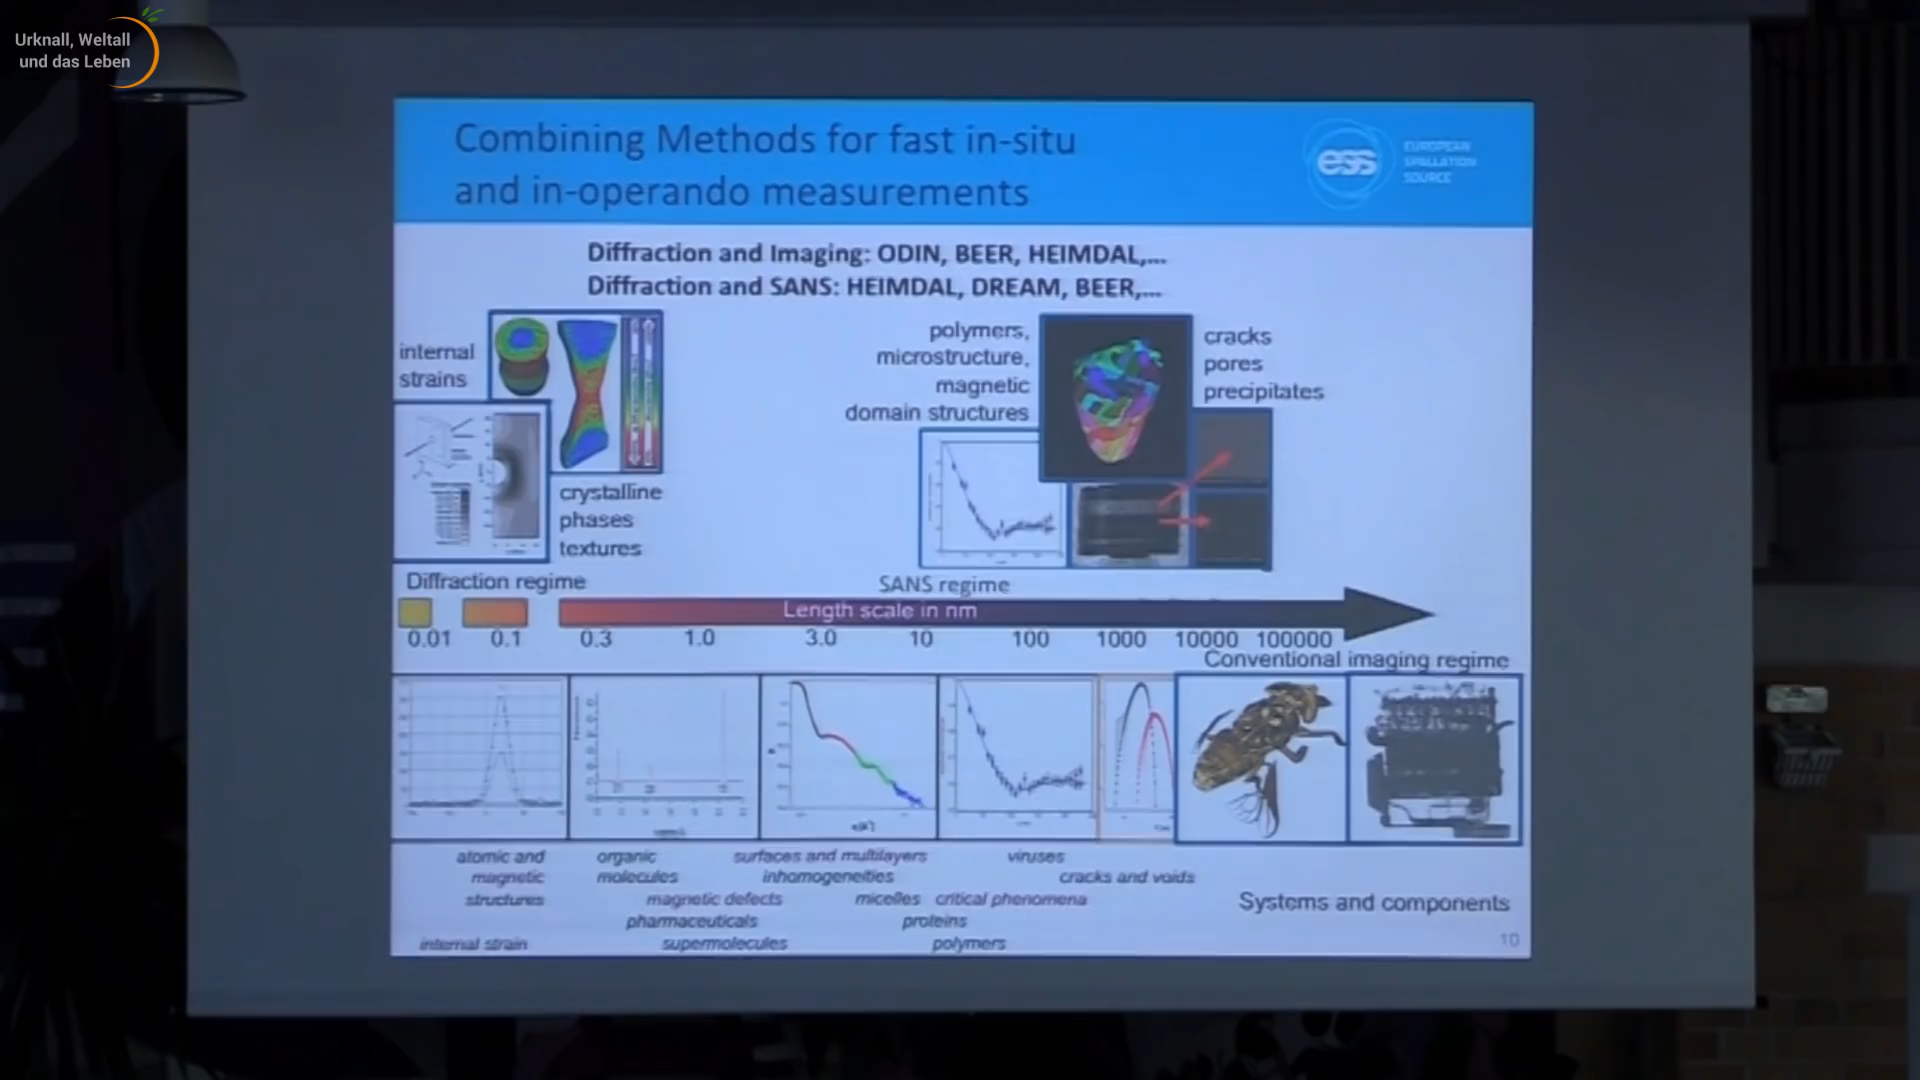 Urknall, Weltall
und das Leben
Combining Methods for fast in-situ
and in-operando measurements
ess
EUROPEAN
SPALLATION
SOURCE
Diffraction and Imaging: ODIN, BEER, HEIMDAL,...
Diffraction and SANS: HEIMDAL, DREAM, BEER,...
internal
strains
crystalline
phases
textures
polymers,
microstructure,
magnetic
domain structures
cracks
pores
precipitates
Diffraction regime
SANS regime
Length scale in nm
0.01 0.1 0.3 1.0 3.0 10 100 1000 10000 100000
Conventional imaging regime
atomic and
magnetic
structures
internal strain
organic
molecules
magnetic defects
pharmaceuticals
supermolecules
surfaces and multilayers
inhomogeneities
micelles
critical phenomena
proteins
polymers
viruses
cracks and voids
Systems and components
10